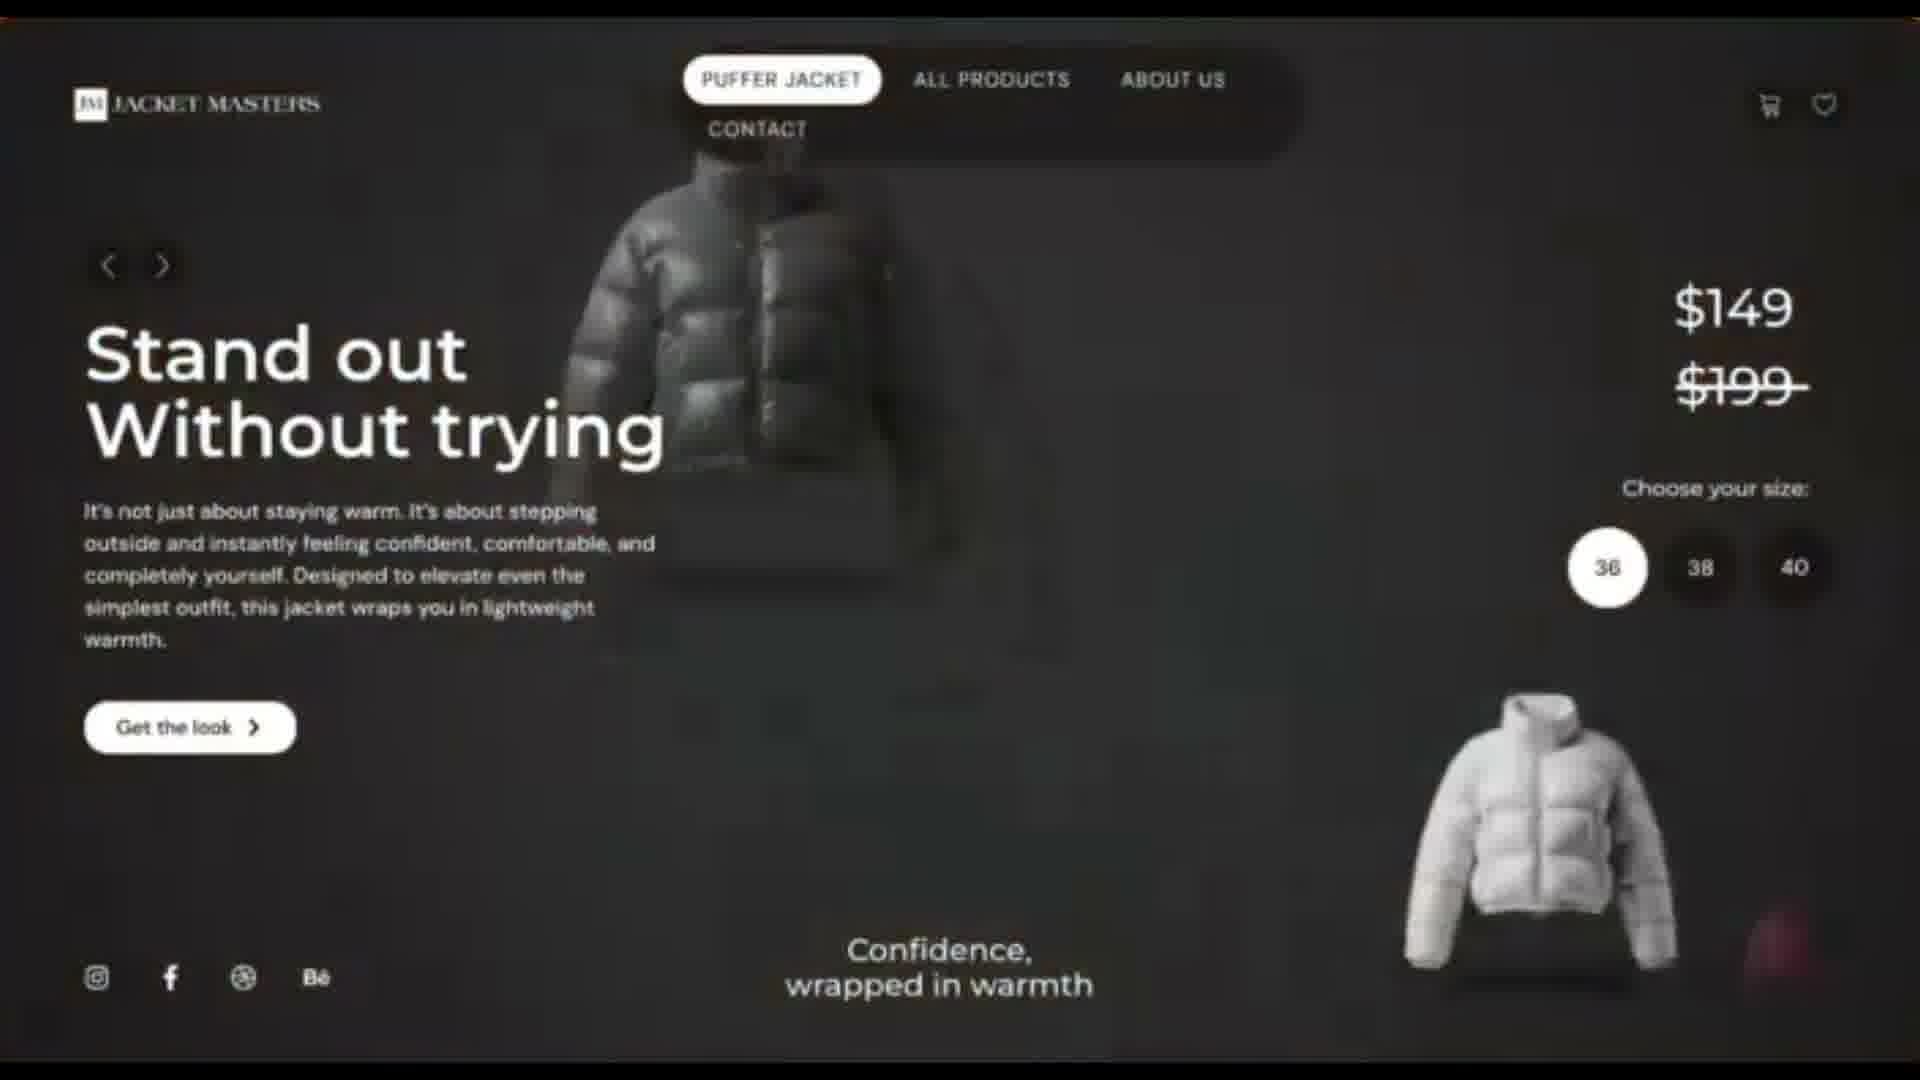 JM JACKET MASTERS
PUFFER JACKET
ALL PRODUCTS
ABOUT US
CONTACT
Stand out
Without trying
It's not just about staying warm. It's about stepping
outside and instantly feeling confident, comfortable, and
completely yourself. Designed to elevate even the
simplest outfit, this jacket wraps you in lightweight
warmth.
Get the look
$149
$199
Choose your size:
36
38
40
Confidence,
wrapped in warmth
Bē